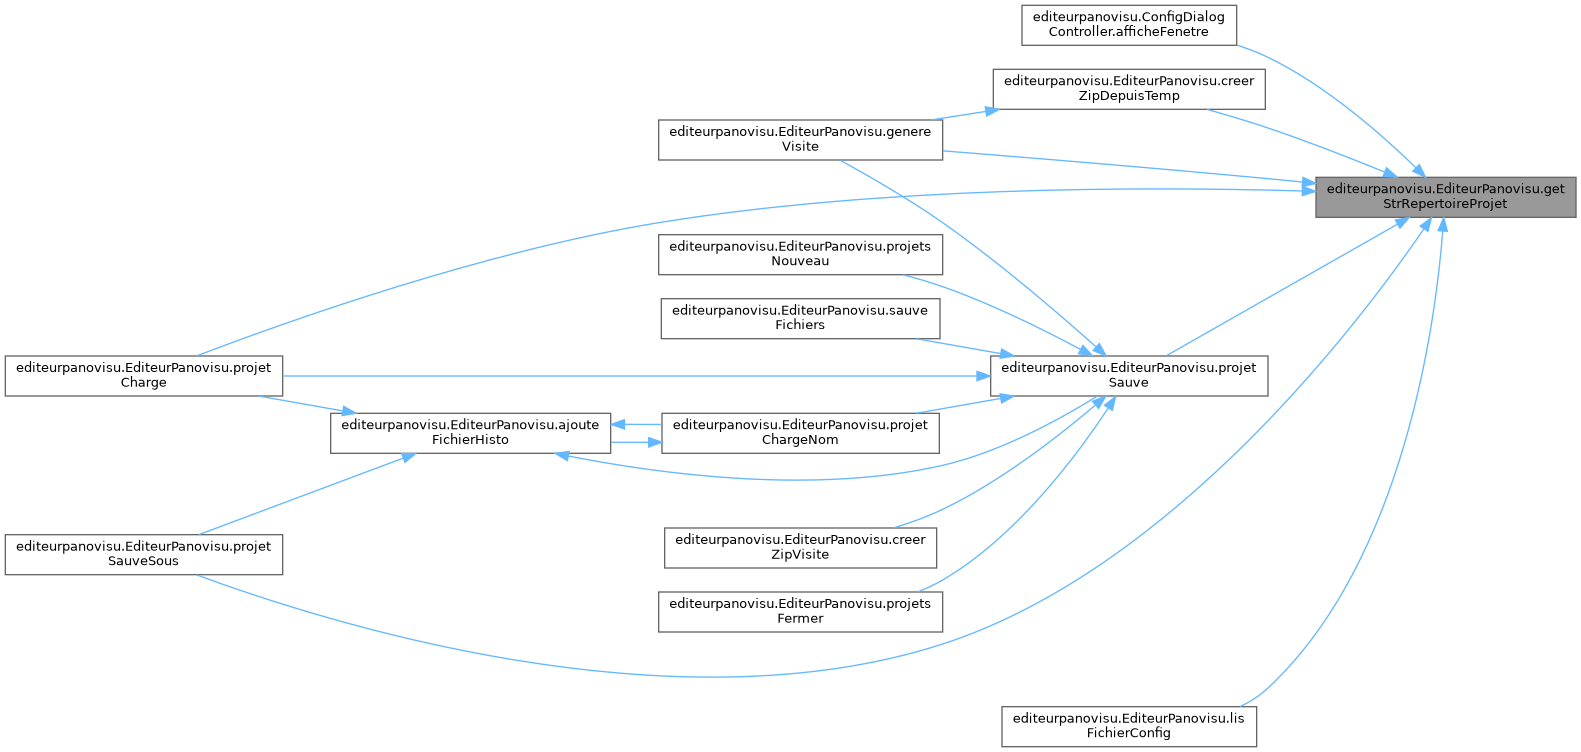 editeurpanovisu.ConfigDialog
Controller.afficheFenetre
editeurpanovisu.EditeurPanovisu.creer
ZipDepuisTemp
editeurpanovisu.EditeurPanovisu.genere
Visite
editeurpanovisu.EditeurPanovisu.get
StrRepertoireProjet
editeurpanovisu.EditeurPanovisu.projets
Nouveau
editeurpanovisu.EditeurPanovisu.sauve
Fichiers
editeurpanovisu.EditeurPanovisu.projet
Charge
editeurpanovisu.EditeurPanovisu.projet
Sauve
editeurpanovisu.EditeurPanovisu.ajoute
FichierHisto
editeurpanovisu.EditeurPanovisu.projet
ChargeNom
editeurpanovisu.EditeurPanovisu.creer
ZipVisite
editeurpanovisu.EditeurPanovisu.projet
SauveSous
editeurpanovisu.EditeurPanovisu.projets
Fermer
editeurpanovisu.EditeurPanovisu.lis
FichierConfig